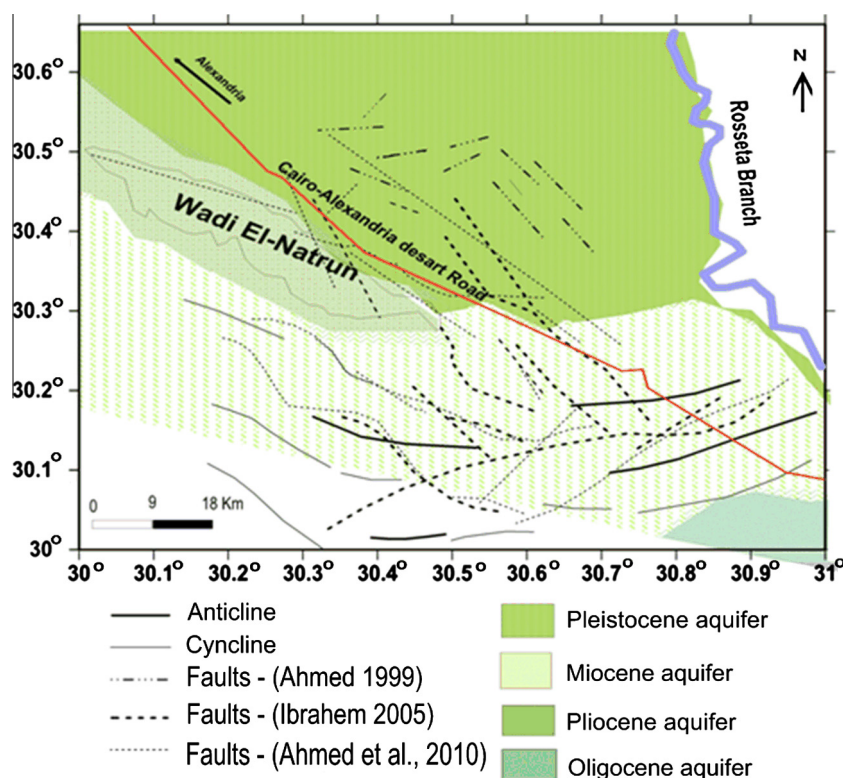 N
30.6°
Alexandria
Rosseta Branch
30.5°
Cairo-Alexandria desart Road
Wadi El-Natrun
30.4°
30.3°
30.2°
30.1°
0 9 18 Km
30°
30° 30.1° 30.2° 30.3° 30.4° 30.5° 30.6° 30.7° 30.8° 30.9° 31°
Anticline
Cyncline
Faults - (Ahmed 1999)
Faults - (Ibrahem 2005)
Faults - (Ahmed et al., 2010)
Pleistocene aquifer
Miocene aquifer
Pliocene aquifer
Oligocene aquifer